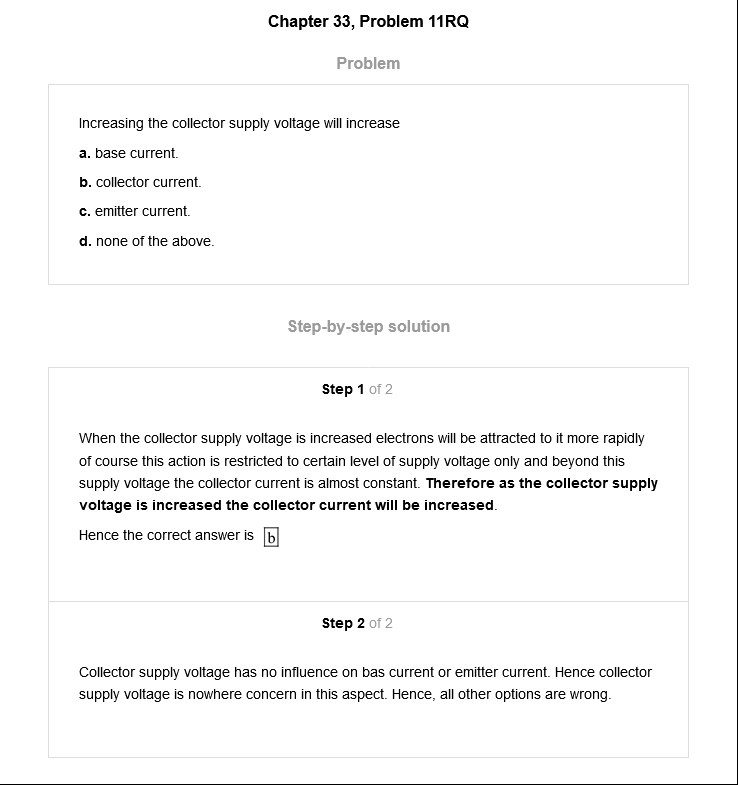 Chapter 33, Problem 11RQ
Problem
Increasing the collector supply voltage will increase
a. base current.
b. collector current.
c. emitter current.
d. none of the above.
Step-by-step solution
Step 1 of 2
When the collector supply voltage is increased electrons will be attracted to it more rapidly
of course this action is restricted to certain level of supply voltage only and beyond this
supply voltage the collector current is almost constant. Therefore as the collector supply
voltage is increased the collector current will be increased.
Hence the correct answer is b
Step 2 of 2
Collector supply voltage has no influence on bas current or emitter current. Hence collector
supply voltage is nowhere concern in this aspect. Hence, all other options are wrong.